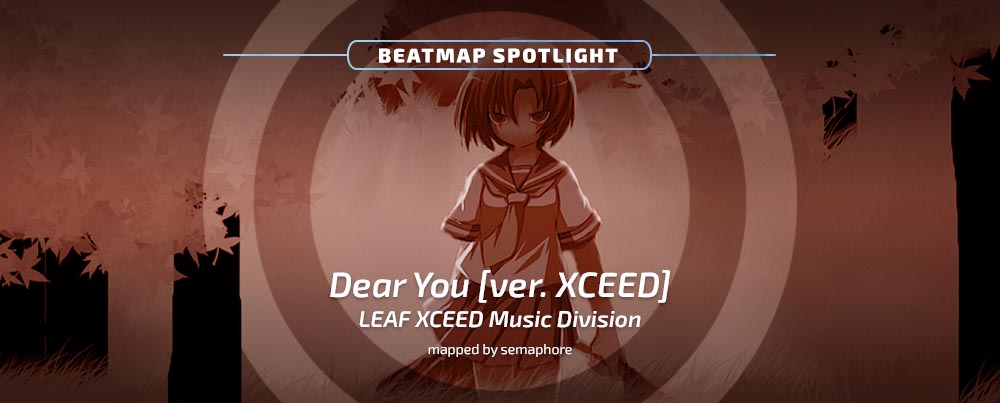 BEATMAP SPOTLIGHT
Dear You [ver. XCEED]
LEAF XCEED Music Division
mapped by semaphore